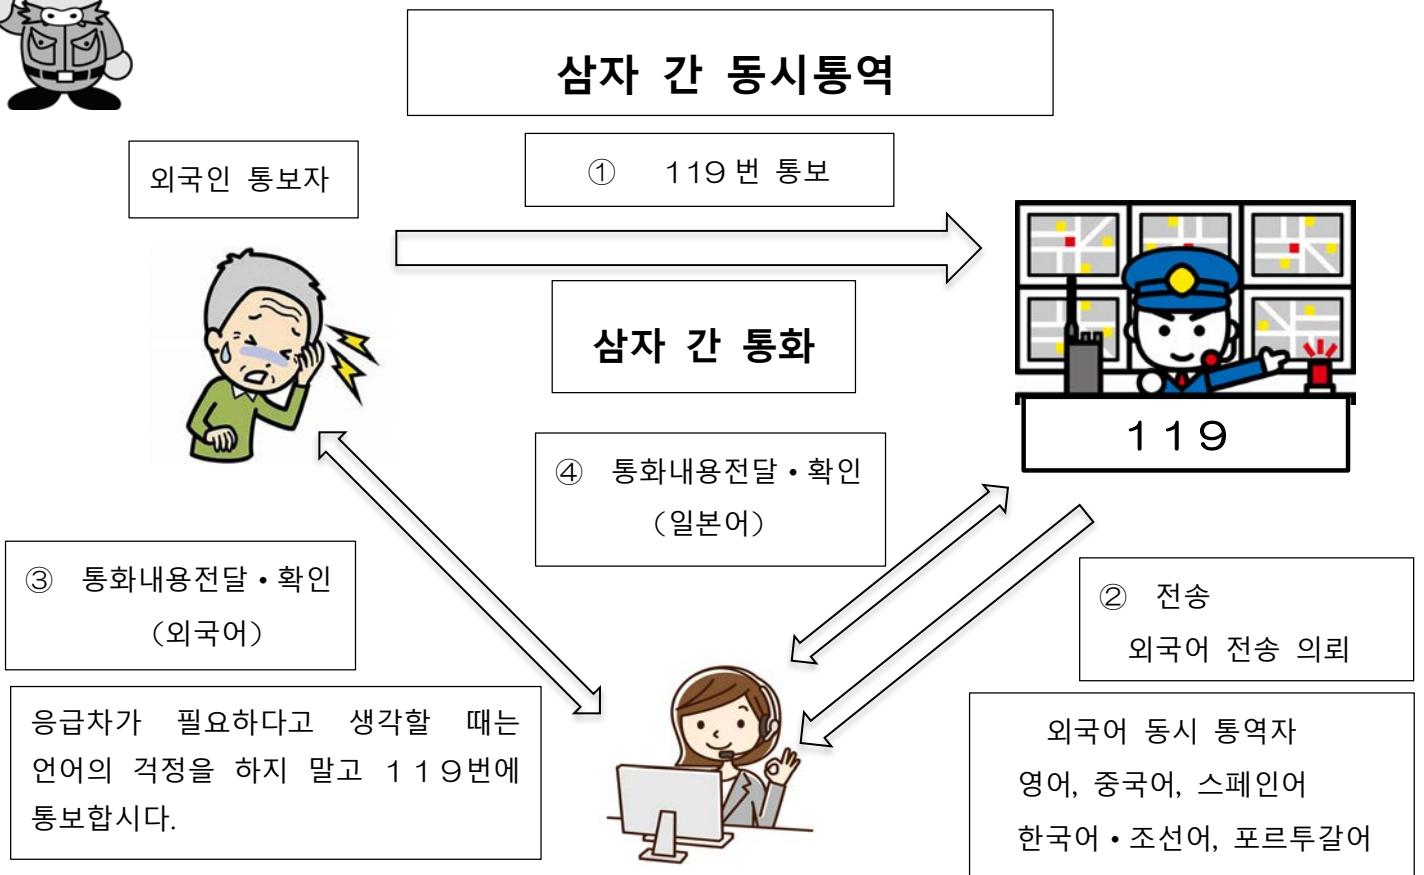 삼자 간 동시통역
외국인 통보자
① 119번 통보
삼자 간 통화
119
④ 통화내용전달・확인
(일본어)
③ 통화내용전달・확인
(외국어)
② 전송
외국어 전송 의뢰
응급차가 필요하다고 생각할 때는
언어의 걱정을 하지 말고 119번에
통보합시다.
외국어 동시 통역자
영어, 중국어, 스페인어
한국어・조선어, 포르투갈어